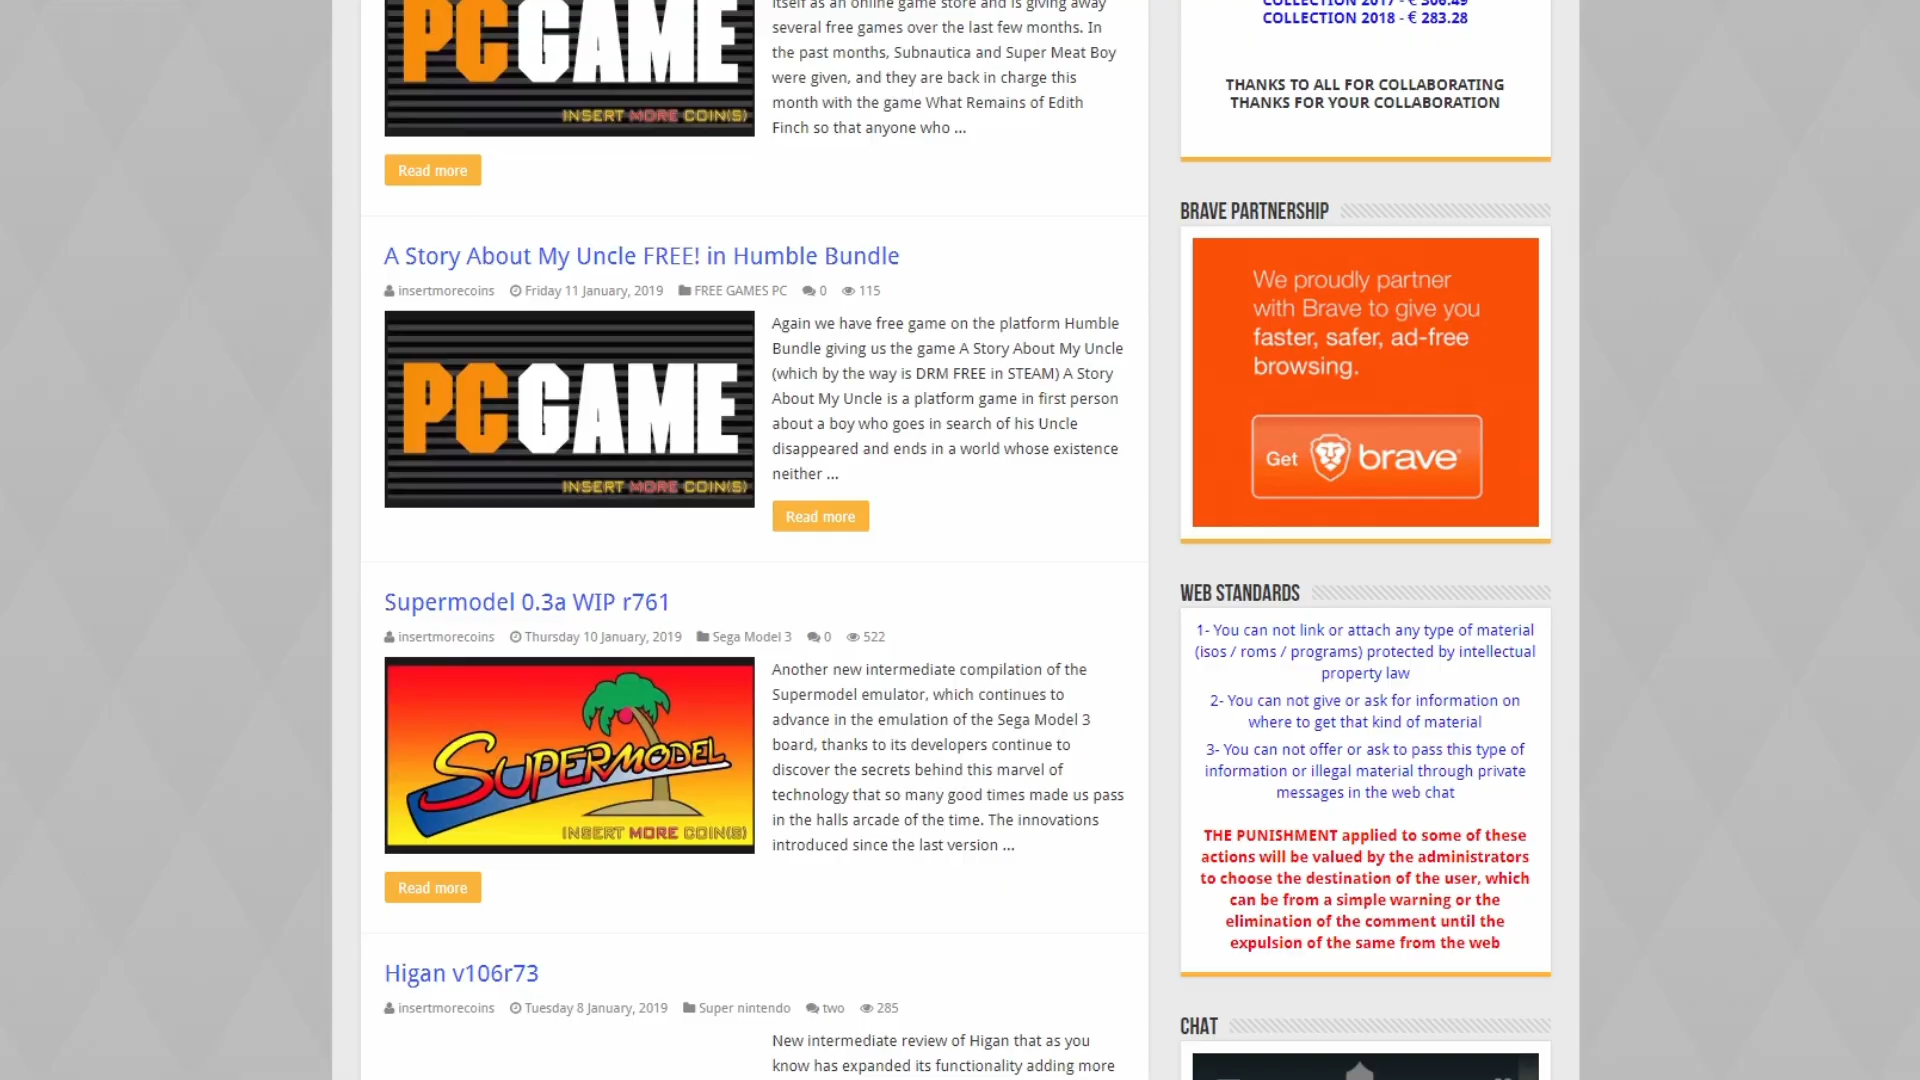 itself as an online game store and is giving away
several free games over the last few months. In
the past months, Subnautica and Super Meat Boy
were given, and they are back in charge this
month with the game What Remains of Edith
Finch so that anyone who ...
PC GAME
INSERT MORE COIN(S)
Read more
A Story About My Uncle FREE! in Humble Bundle
insertmorecoins Friday 11 January, 2019 FREE GAMES PC 0 115
PC GAME
INSERT MORE COIN(S)
Again we have free game on the platform Humble
Bundle giving us the game A Story About My Uncle
(which by the way is DRM FREE in STEAM) A Story
About My Uncle is a platform game in first person
about a boy who goes in search of his Uncle
disappeared and ends in a world whose existence
neither ...
Read more
Supermodel 0.3a WIP r761
insertmorecoins Thursday 10 January, 2019 Sega Model 3 0 522
SUPERMODEL
INSERT MORE COIN(S)
Another new intermediate compilation of the
Supermodel emulator, which continues to
advance in the emulation of the Sega Model 3
board, thanks to its developers continue to
discover the secrets behind this marvel of
technology that so many good times made us pass
in the halls arcade of the time. The innovations
introduced since the last version ...
Read more
Higan v106r73
insertmorecoins Tuesday 8 January, 2019 Super nintendo two 285
New intermediate review of Higan that as you
know has expanded its functionality adding more
COLLECTION 2017 - € 306.49
COLLECTION 2018 - € 283.28
THANKS TO ALL FOR COLLABORATING
THANKS FOR YOUR COLLABORATION
BRAVE PARTNERSHIP
We proudly partner
with Brave to give you
faster, safer, ad-free
browsing.
Get brave
WEB STANDARDS
1- You can not link or attach any type of material
(isos / roms / programs) protected by intellectual
property law
2- You can not give or ask for information on
where to get that kind of material
3- You can not offer or ask to pass this type of
information or illegal material through private
messages in the web chat
THE PUNISHMENT applied to some of these
actions will be valued by the administrators
to choose the destination of the user, which
can be from a simple warning or the
elimination of the comment until the
expulsion of the same from the web
CHAT